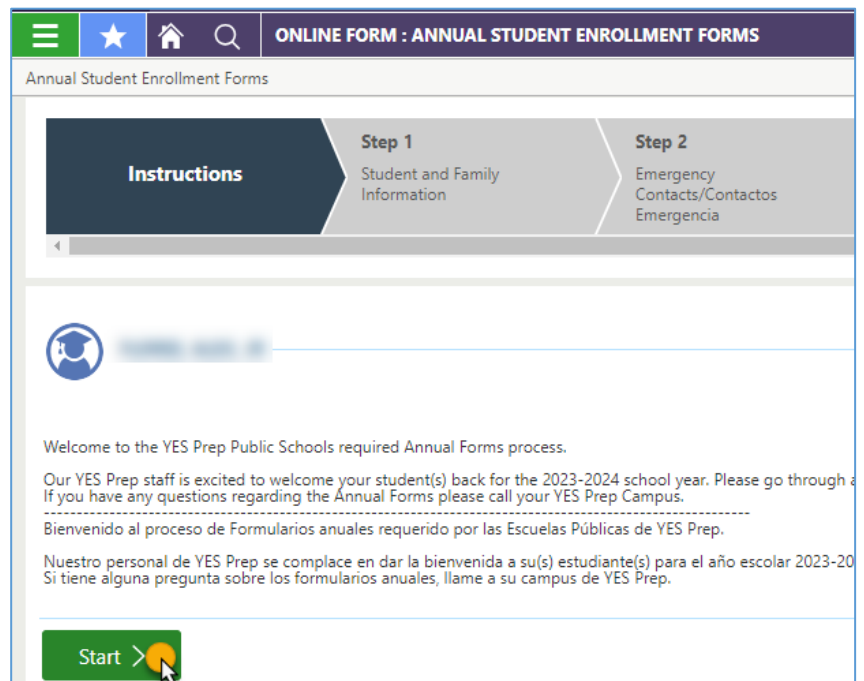 ONLINE FORM : ANNUAL STUDENT ENROLLMENT FORMS
Annual Student Enrollment Forms
Instructions
Step 1
Student and Family
Information
Step 2
Emergency
Contacts/Contactos
Emergencia
Welcome to the YES Prep Public Schools required Annual Forms process.
Our YES Prep staff is excited to welcome your student(s) back for the 2023-2024 school year. Please go through a
If you have any questions regarding the Annual Forms please call your YES Prep Campus.
--------------------------------------------------------------------------------------------------------
Bienvenido al proceso de Formularios anuales requerido por las Escuelas Públicas de YES Prep.
Nuestro personal de YES Prep se complace en dar la bienvenida a su(s) estudiante(s) para el año escolar 2023-20
Si tiene alguna pregunta sobre los formularios anuales, llame a su campus de YES Prep.
Start